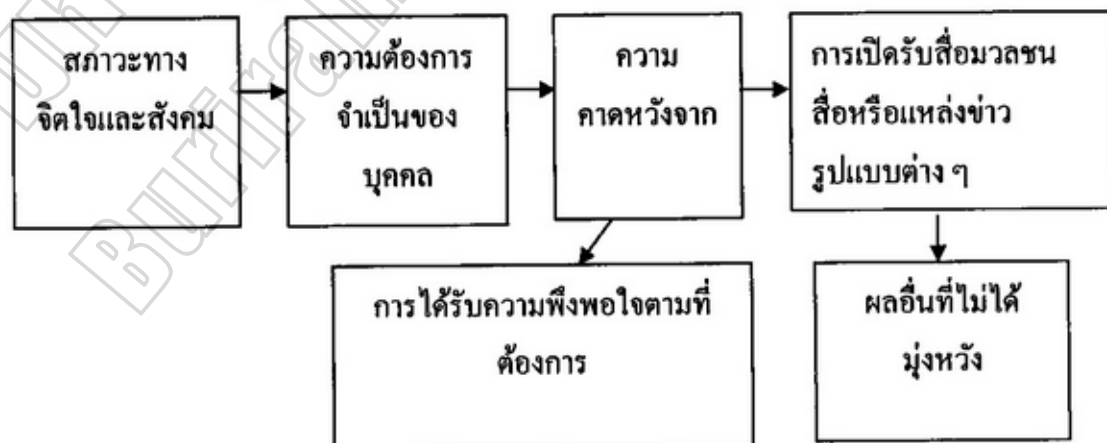 สภาวะทาง
จิตใจและสังคม
ความต้องการ
จำเป็นของ
บุคคล
ความ
คาดหวังจาก
การเปิดรับสื่อมวลชน
สื่อหรือแหล่งข่าว
รูปแบบต่าง ๆ
การได้รับความพึงพอใจตามที่
ต้องการ
ผลอื่นที่ไม่ได้
มุ่งหวัง